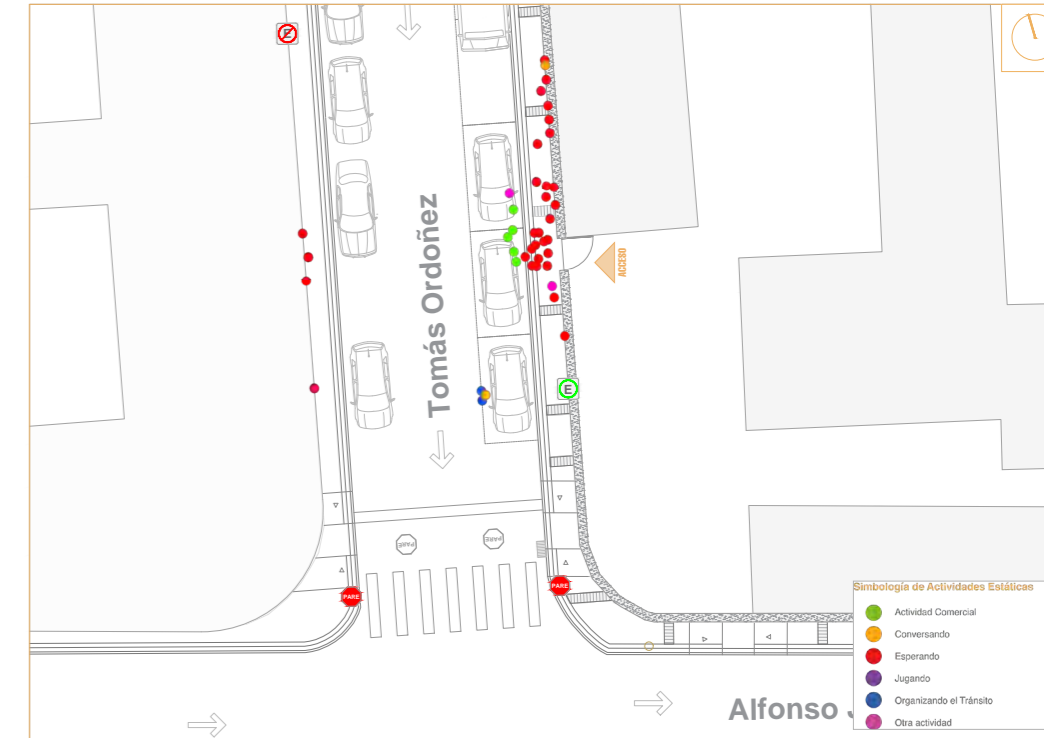 E
Tomás Ordoñez
ACCESO
E
PARE
PARE
PARE
PARE
Simbología de Actividades Estáticas
Actividad Comercial
Conversando
Esperando
Jugando
Organizando el Tránsito
Otra actividad
Alfonso